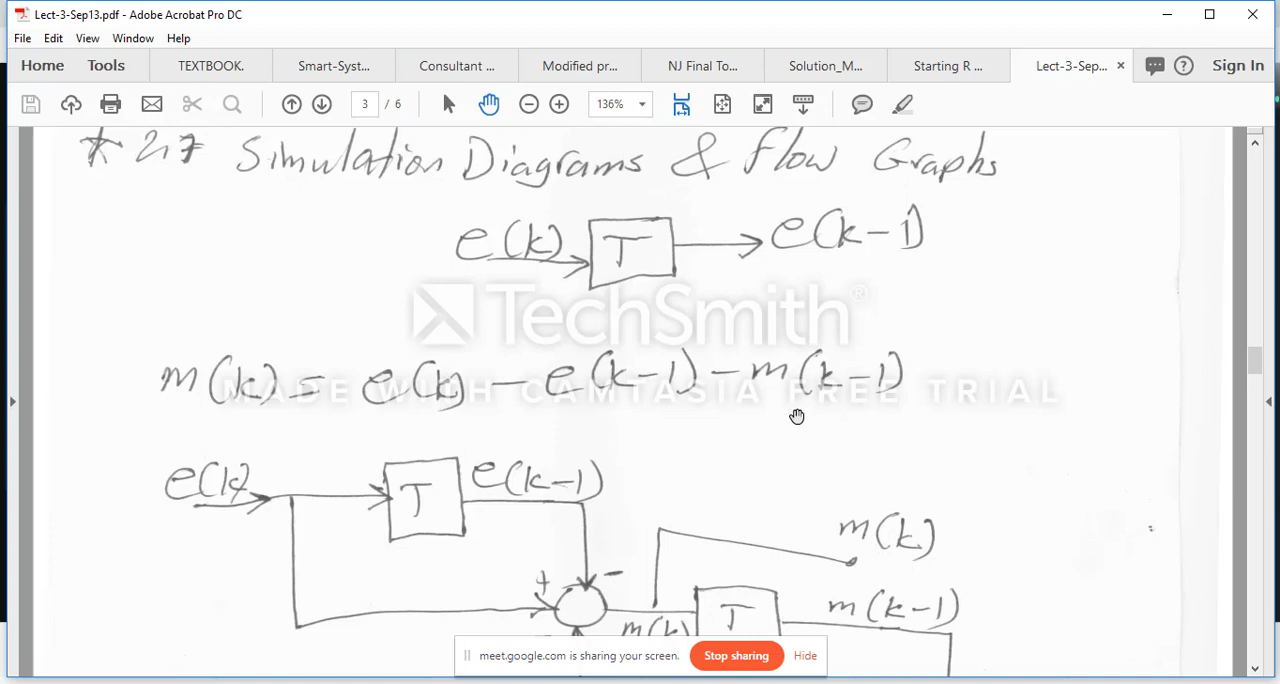 Lect-3-Sep13.pdf - Adobe Acrobat Pro DC
File Edit View Window Help
Home Tools TEXTBOOK. Smart-Syst... Consultant ... Modified pr... NJ Final To... Solution_M... Starting R ... Lect-3-Sep... × Sign In
3 / 6 136%
* 2.7 Simulation Diagrams & flow Graphs
e(k) T e(k-1)
TechSmith®
m(k) = e(k) - e(k-1) - m(k-1)
MADE WITH CAMTASIA FREE TRIAL
e(k) T e(k-1)
m(k)
+ -
m(k) T m(k-1)
meet.google.com is sharing your screen. Stop sharing Hide